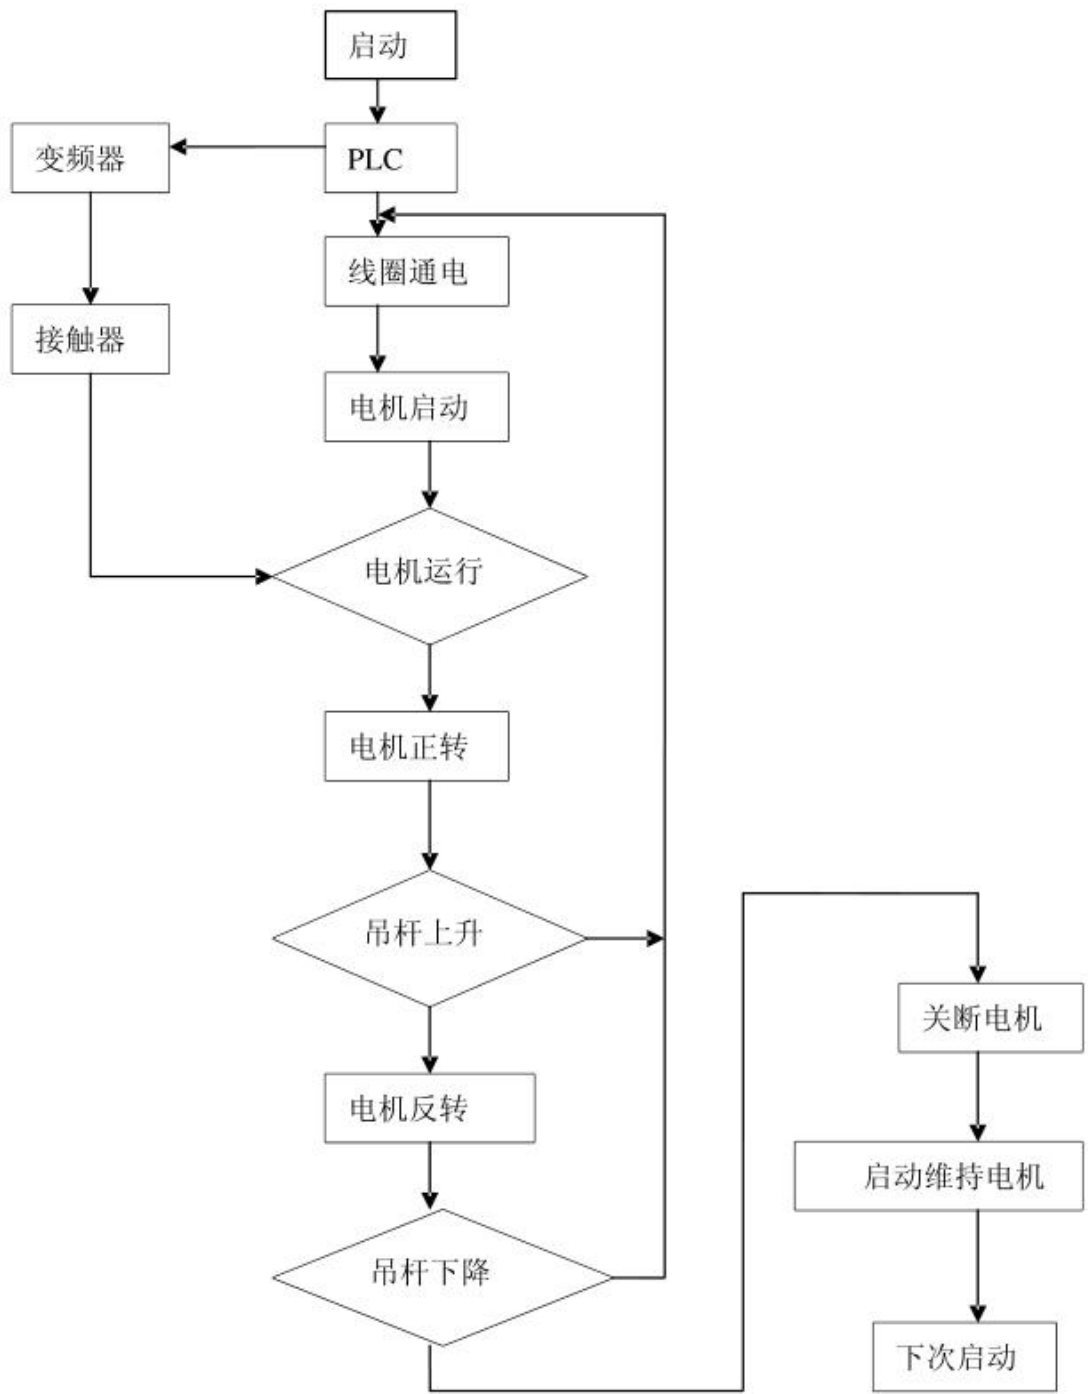 启动
变频器
PLC
线圈通电
接触器
电机启动
电机运行
电机正转
吊杆上升
关断电机
电机反转
启动维持电机
吊杆下降
下次启动